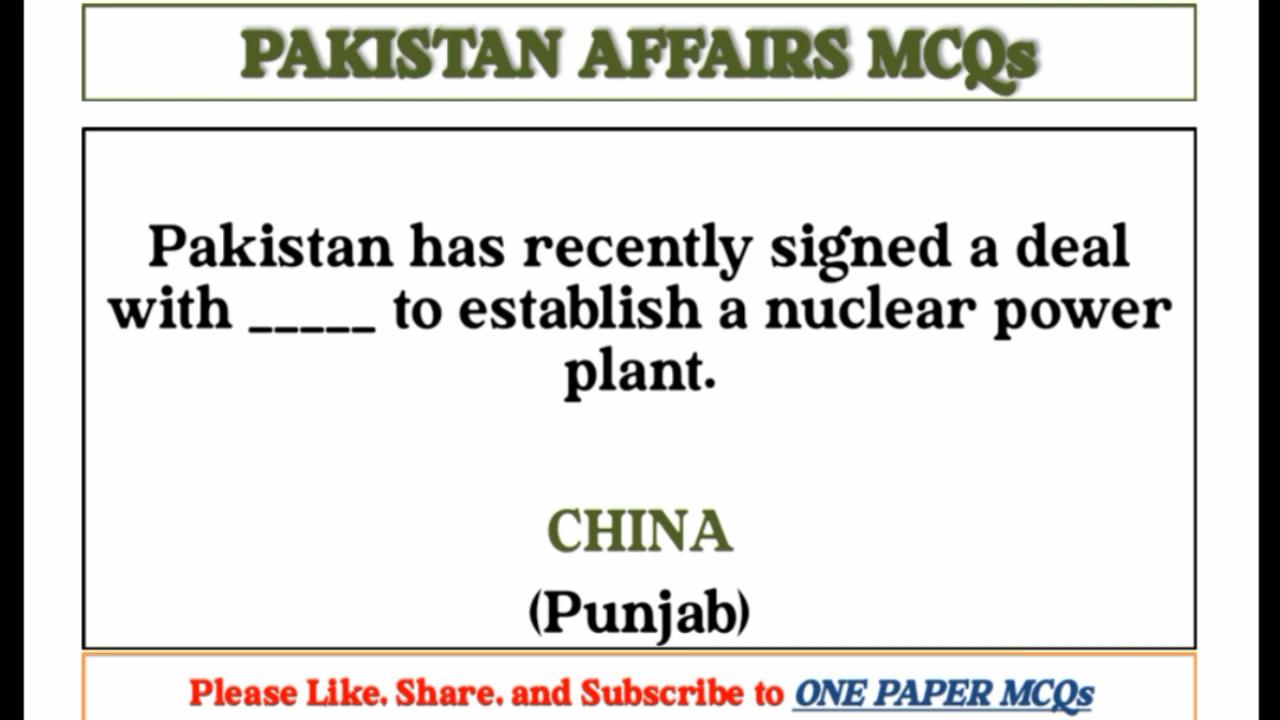 PAKISTAN AFFAIRS MCQs
Pakistan has recently signed a deal
with _____ to establish a nuclear power
plant.
CHINA
(Punjab)
Please Like. Share. and Subscribe to ONE PAPER MCQs